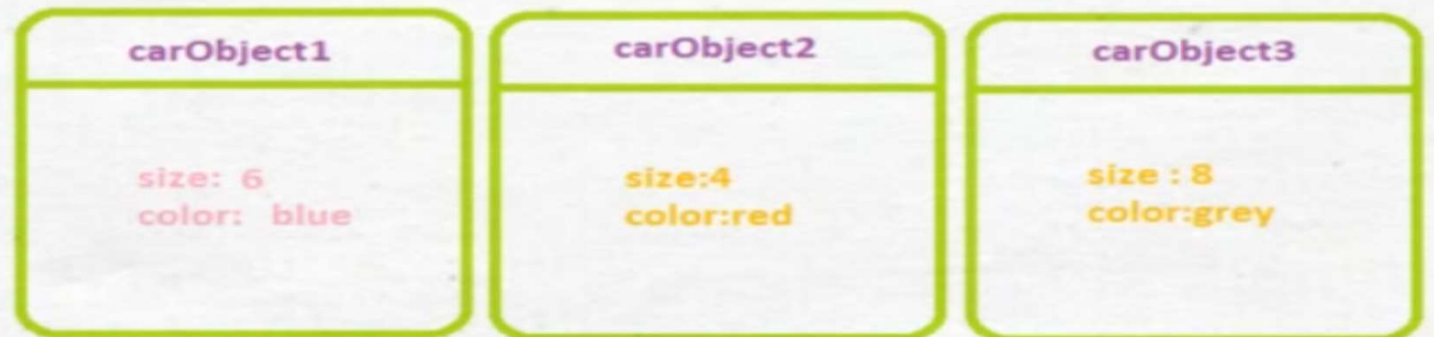 carObject1
size: 6
color: blue
carObject2
size:4
color:red
carObject3
size : 8
color:grey